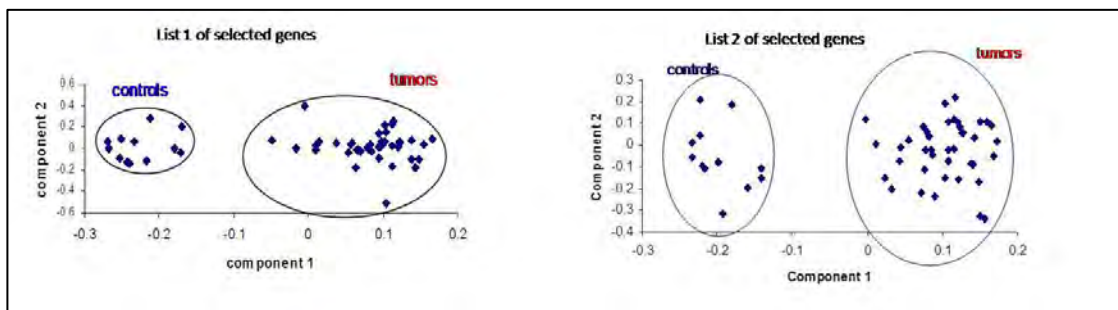 List 1 of selected genes
controls
tumors
component 2
0.6
0.4
0.2
0
-0.2
-0.4
-0.6
-0.3
-0.2
-0.1
0
0.1
0.2
component 1
List 2 of selected genes
controls
tumors
Component 2
0.3
0.2
0.1
0
-0.1
-0.2
-0.3
-0.4
-0.3
-0.2
-0.1
0
0.1
0.2
Component 1